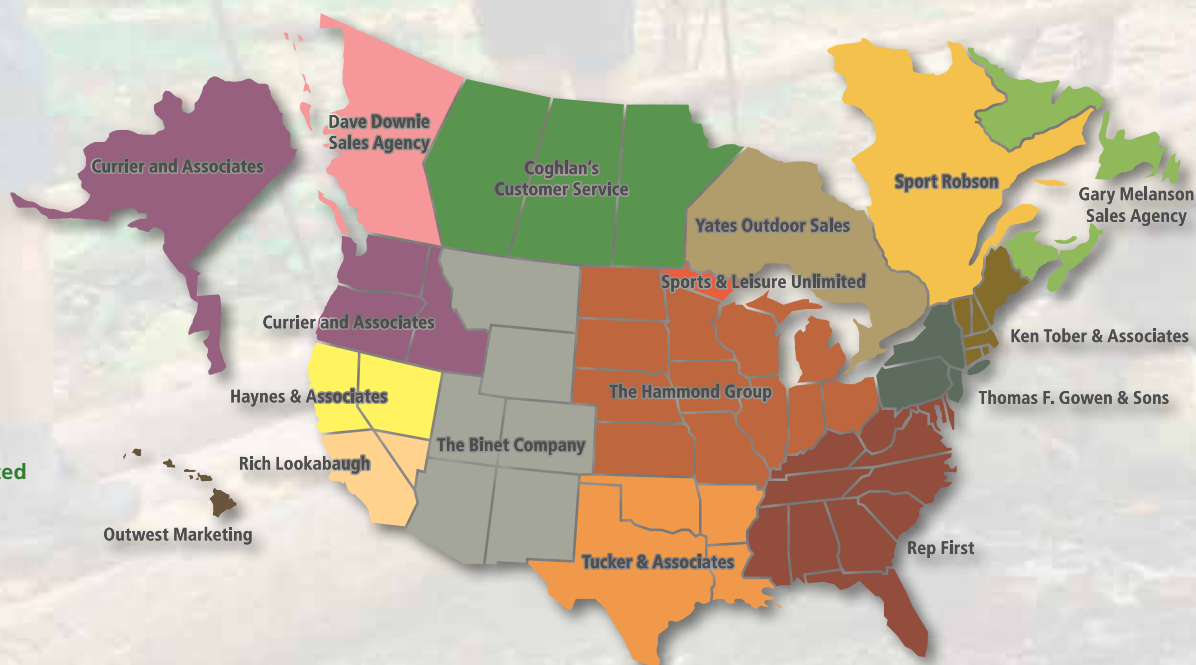 Dave Downie
Sales Agency
Currier and Associates
Coghlan's
Customer Service
Sport Robson
Gary Melanson
Sales Agency
Yates Outdoor Sales
Sports & Leisure Unlimited
Currier and Associates
Ken Tober & Associates
Haynes & Associates
The Hammond Group
Thomas F. Gowen & Sons
The Binet Company
Rich Lookabaugh
ted
Outwest Marketing
Rep First
Tucker & Associates